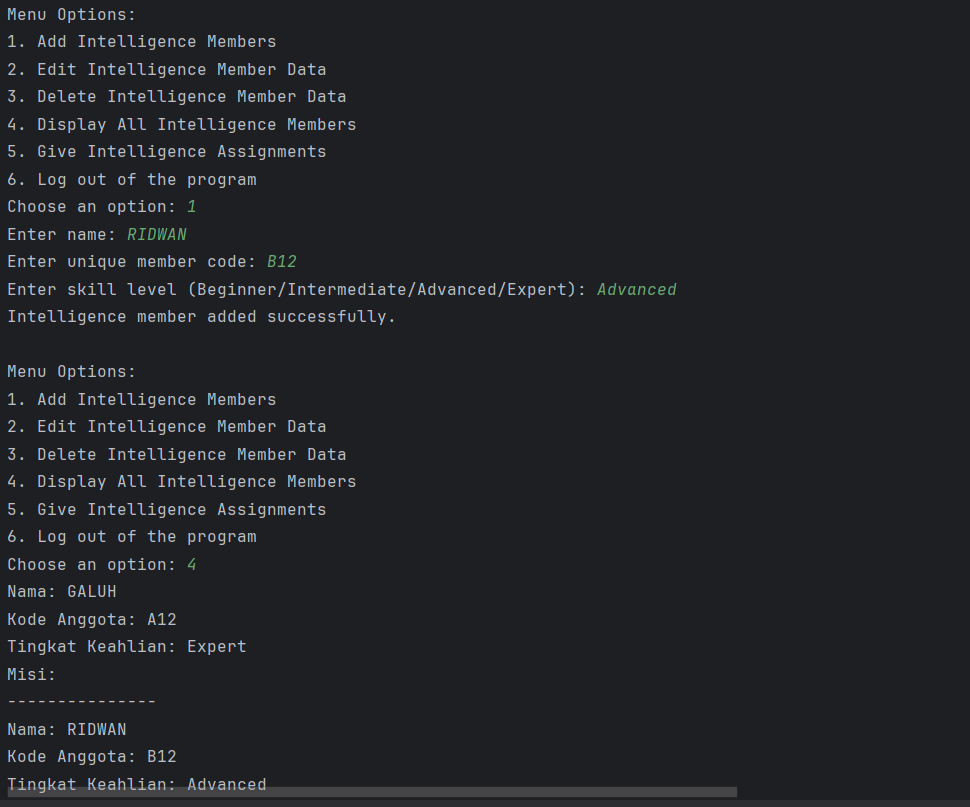 Menu Options:
1. Add Intelligence Members
2. Edit Intelligence Member Data
3. Delete Intelligence Member Data
4. Display All Intelligence Members
5. Give Intelligence Assignments
6. Log out of the program
Choose an option: 1
Enter name: RIDWAN
Enter unique member code: B12
Enter skill level (Beginner/Intermediate/Advanced/Expert): Advanced
Intelligence member added successfully.

Menu Options:
1. Add Intelligence Members
2. Edit Intelligence Member Data
3. Delete Intelligence Member Data
4. Display All Intelligence Members
5. Give Intelligence Assignments
6. Log out of the program
Choose an option: 4
Nama: GALUH
Kode Anggota: A12
Tingkat Keahlian: Expert
Misi:
---------------
Nama: RIDWAN
Kode Anggota: B12
Tingkat Keahlian: Advanced